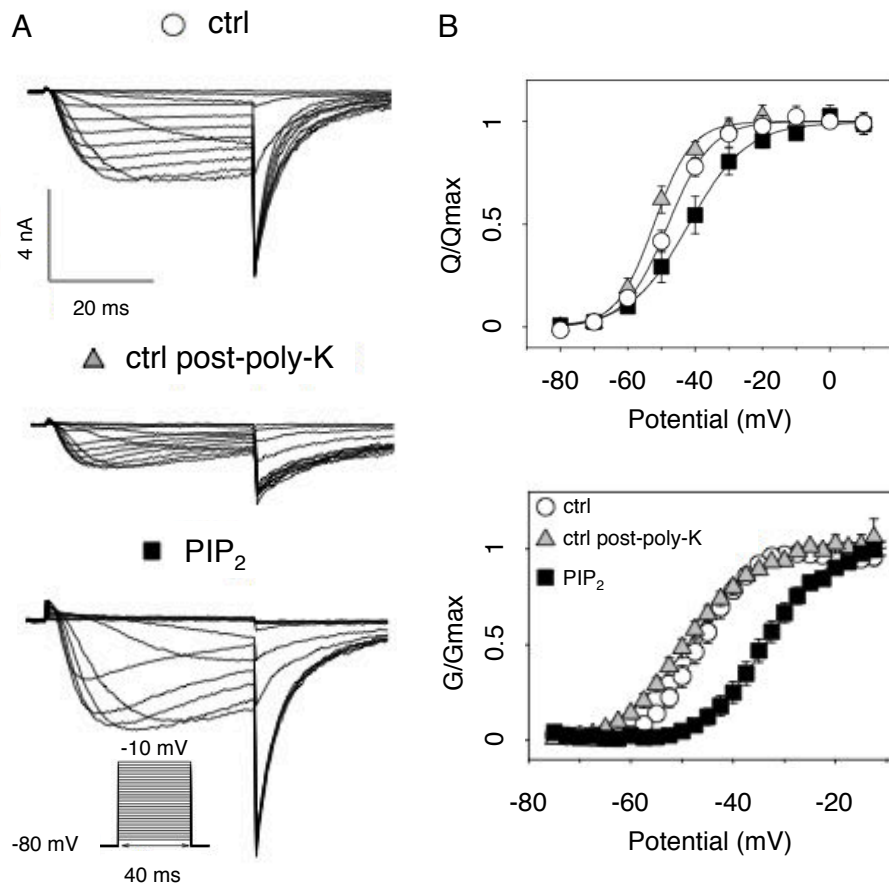 A
ctrl
4 nA
20 ms
ctrl post-poly-K
PIP2
-10 mV
-80 mV
40 ms
B
Q/Qmax
1
0.5
0
-80 -60 -40 -20 0
Potential (mV)
ctrl
ctrl post-poly-K
PIP2
G/Gmax
1
0.5
0
-80 -60 -40 -20
Potential (mV)